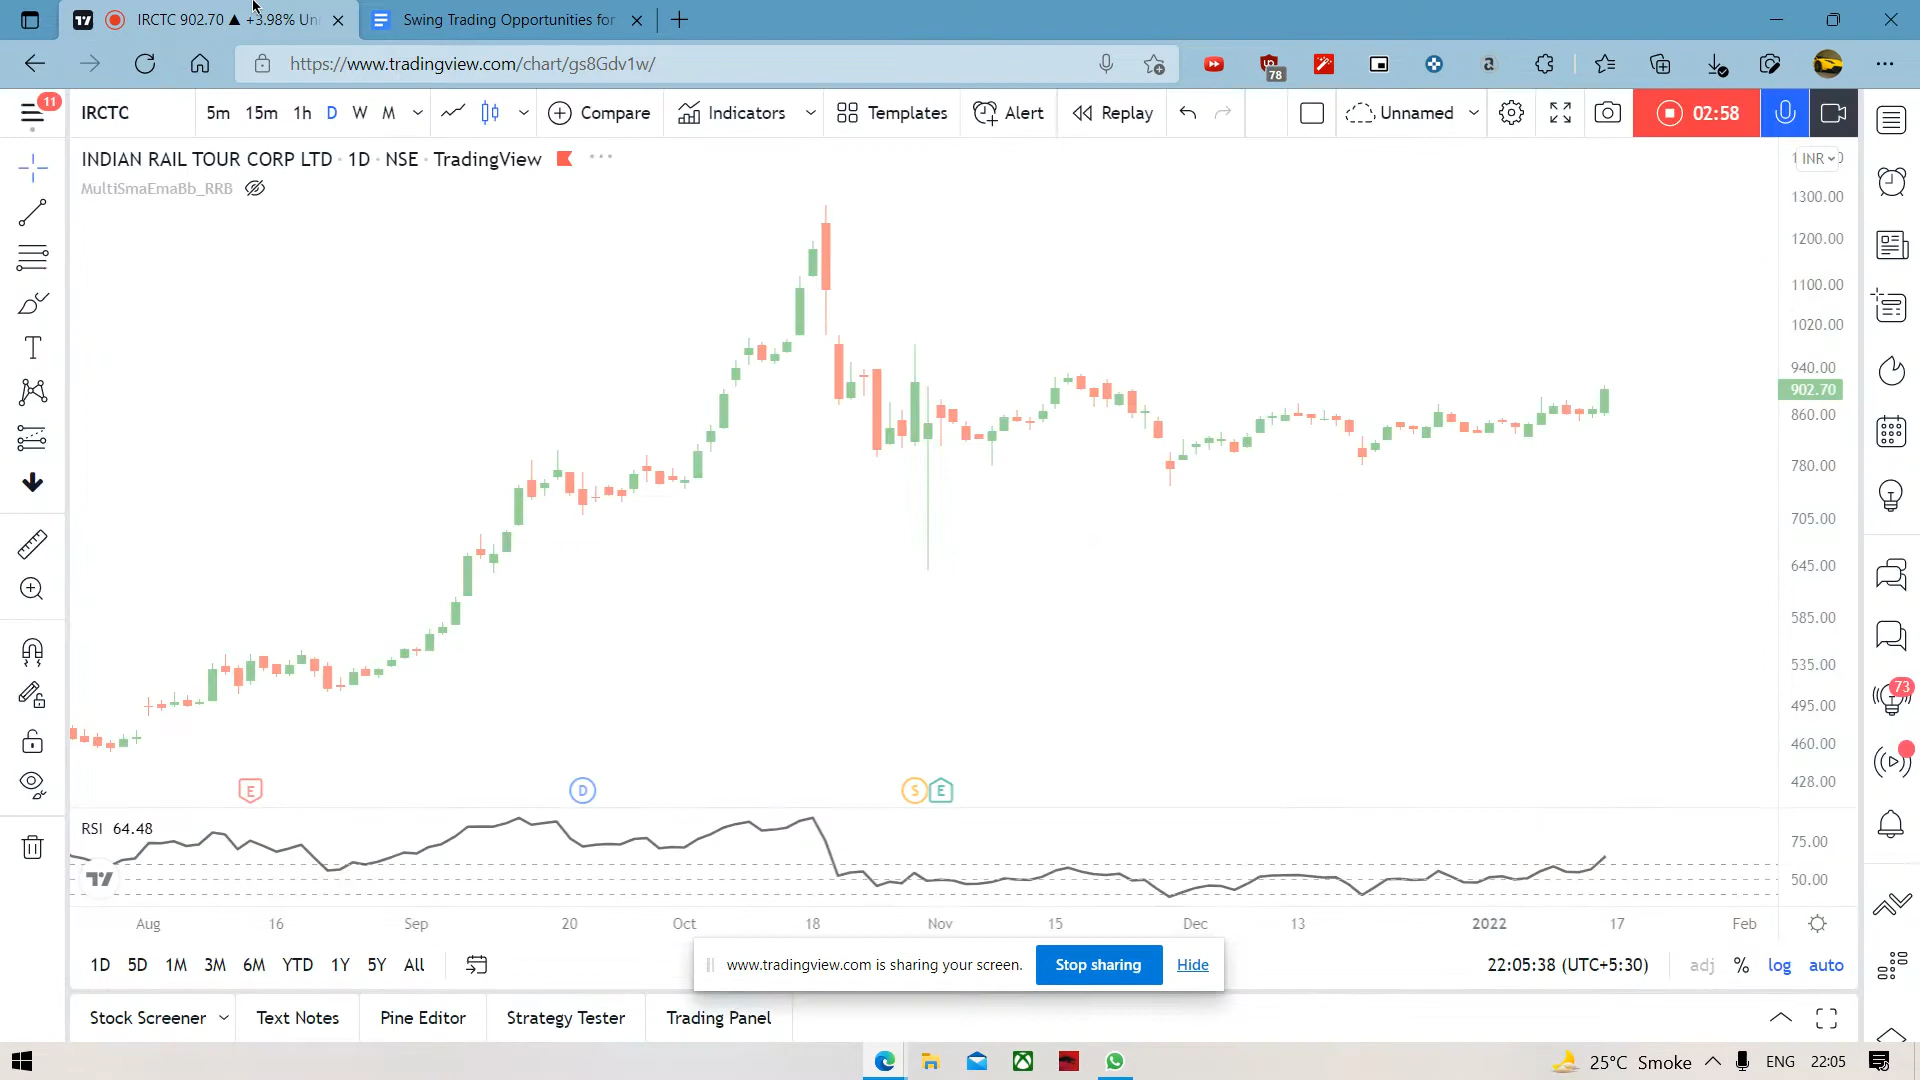 IRCTC 902.70 ▲ +3.98% Un
Swing Trading Opportunities for
https://www.tradingview.com/chart/gs8Gdv1w/
78
11
IRCTC
5m 15m 1h D W M
Compare
Indicators
Templates
Alert
Replay
Unnamed
02:58
INDIAN RAIL TOUR CORP LTD · 1D · NSE · TradingView
MultiSmaEmaBb_RRB
INR
1300.00
1200.00
1100.00
1020.00
940.00
902.70
860.00
780.00
705.00
645.00
585.00
535.00
495.00
460.00
428.00
73
E
D
S
E
RSI 64.48
75.00
50.00
Aug 16 Sep 20 Oct 18 Nov 15 Dec 13 2022 17 Feb
1D 5D 1M 3M 6M YTD 1Y 5Y All
www.tradingview.com is sharing your screen.
Stop sharing
Hide
22:05:38 (UTC+5:30)
adj % log auto
Stock Screener
Text Notes
Pine Editor
Strategy Tester
Trading Panel
25°C Smoke
ENG
22:05